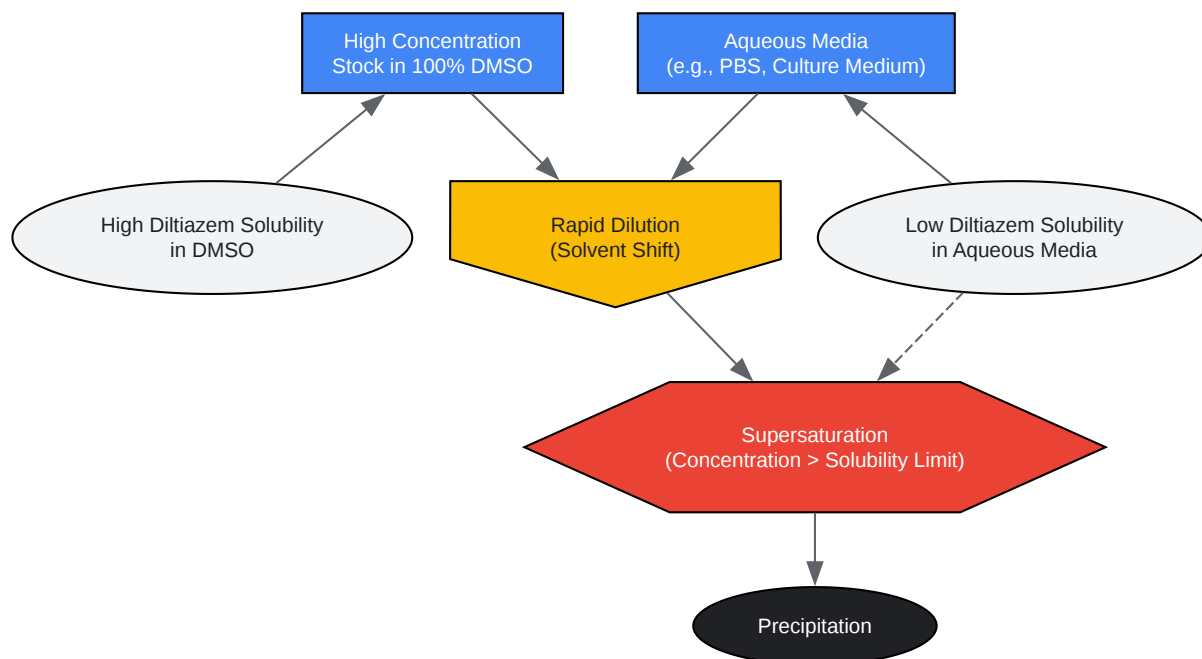 High Concentration
Stock in 100% DMSO
Aqueous Media
(e.g., PBS, Culture Medium)
High Diltiazem Solubility
in DMSO
Rapid Dilution
(Solvent Shift)
Low Diltiazem Solubility
in Aqueous Media
Supersaturation
(Concentration > Solubility Limit)
Precipitation